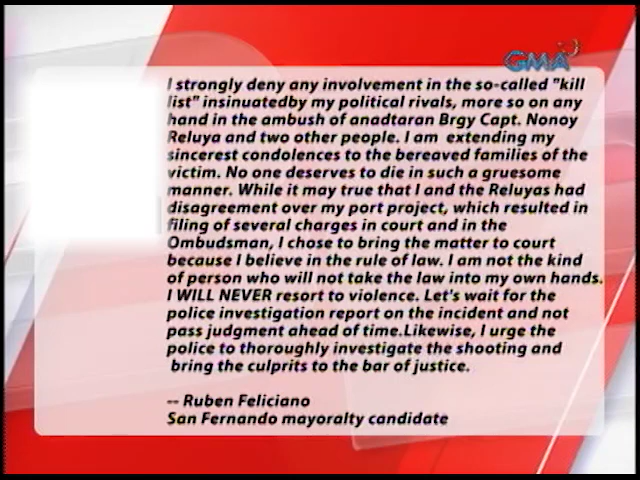 GMA
I strongly deny any involvement in the so-called "kill
list" insinuatedby my political rivals, more so on any
hand in the ambush of anadtaran Brgy Capt. Nonoy
Reluya and two other people. I am extending my
sincerest condolences to the bereaved families of the
victim. No one deserves to die in such a gruesome
manner. While it may true that I and the Reluyas had
disagreement over my port project, which resulted in
filing of several charges in court and in the
Ombudsman, I chose to bring the matter to court
because I believe in the rule of law. I am not the kind
of person who will not take the law into my own hands.
I WILL NEVER resort to violence. Let's wait for the
police investigation report on the incident and not
pass judgment ahead of time.Likewise, I urge the
police to thoroughly investigate the shooting and
bring the culprits to the bar of justice.
-- Ruben Feliciano
San Fernando mayoralty candidate